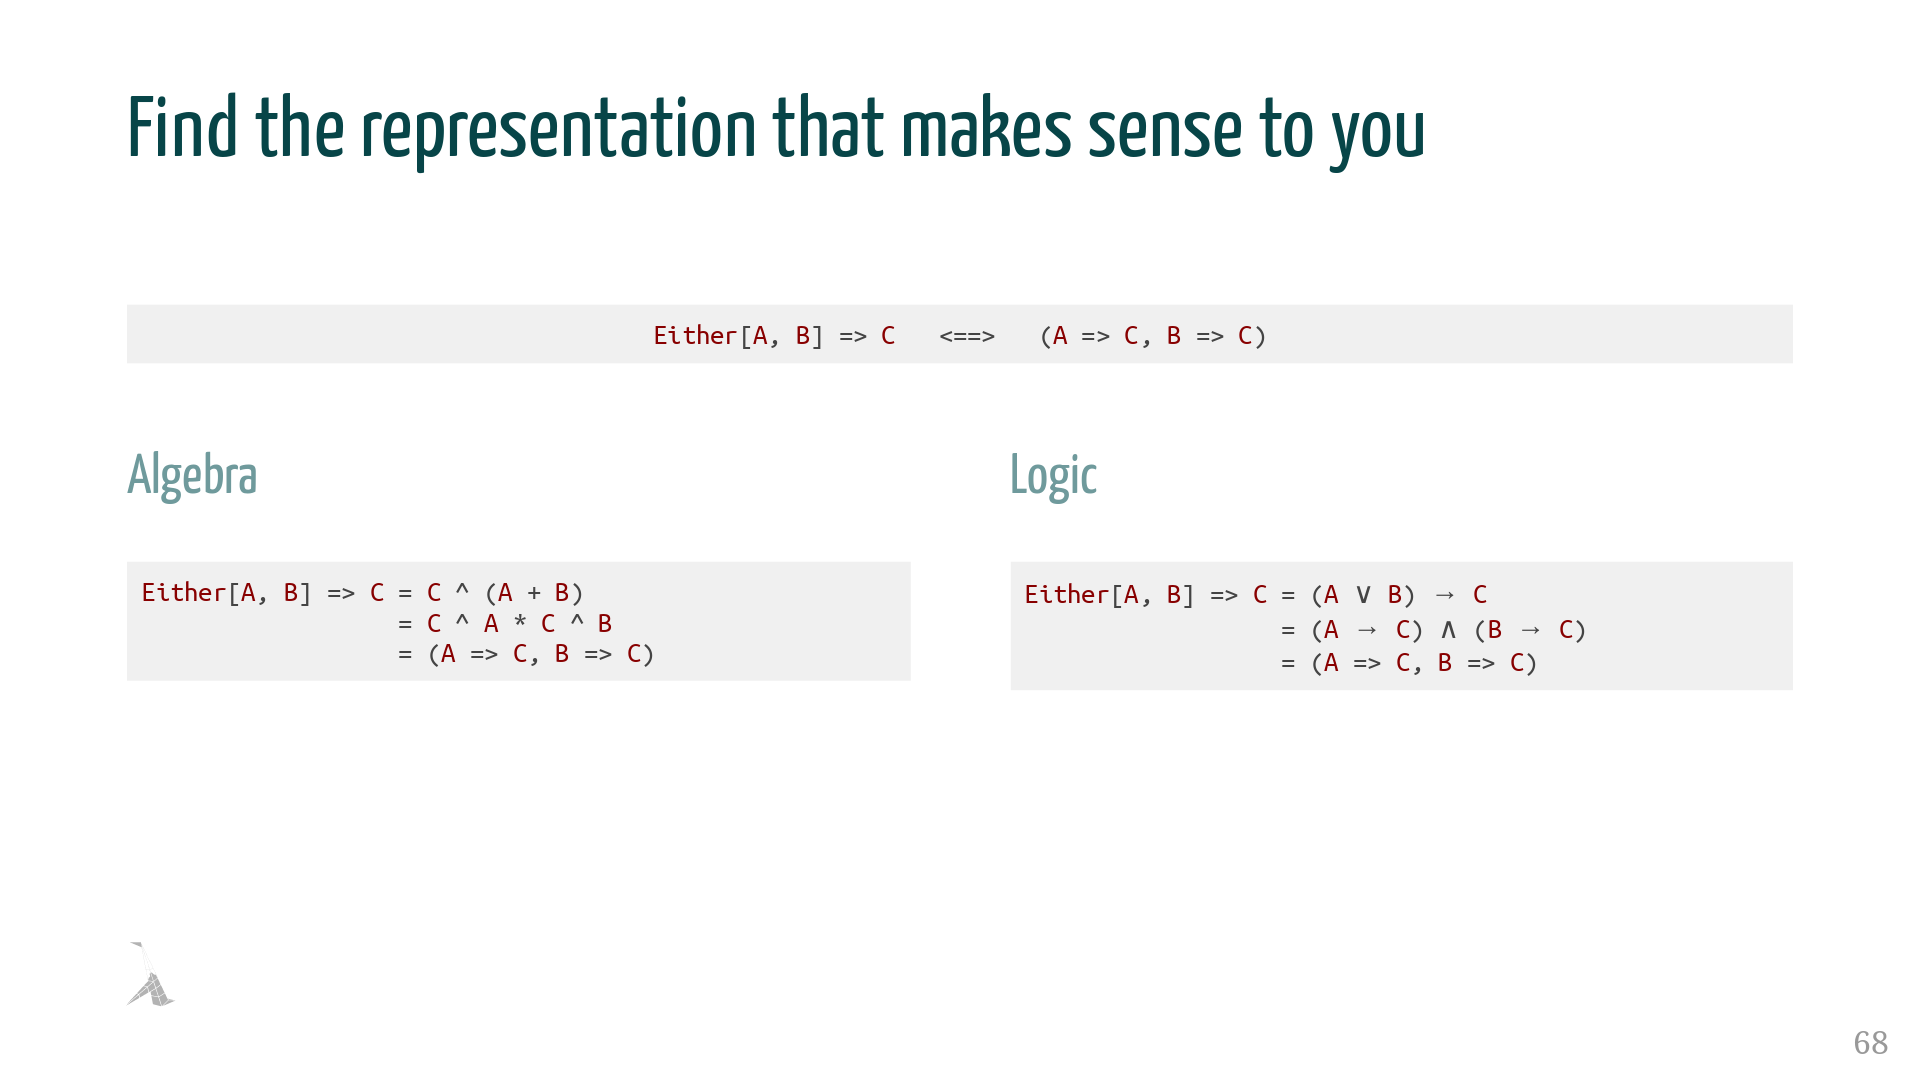 Find the representation that makes sense to you
Either[A, B] => C   <==>   (A => C, B => C)
Algebra
Either[A, B] => C = C ^ (A + B)
                  = C ^ A * C ^ B
                  = (A => C, B => C)
Logic
Either[A, B] => C = (A ∨ B) → C
                  = (A → C) ∧ (B → C)
                  = (A => C, B => C)
68